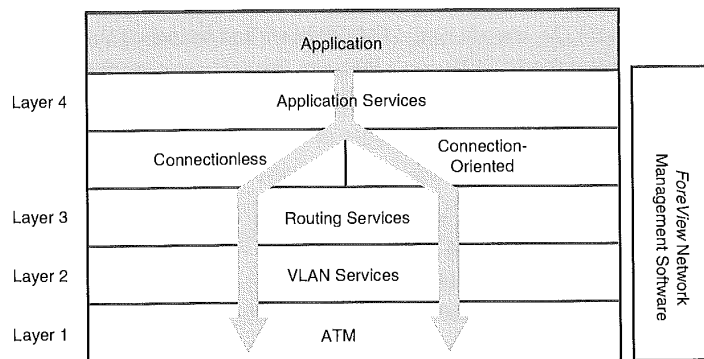 Application
Layer 4
Application Services
Connectionless
Connection-
Oriented
Layer 3
Routing Services
Layer 2
VLAN Services
Layer 1
ATM
ForeView Network
Management Software